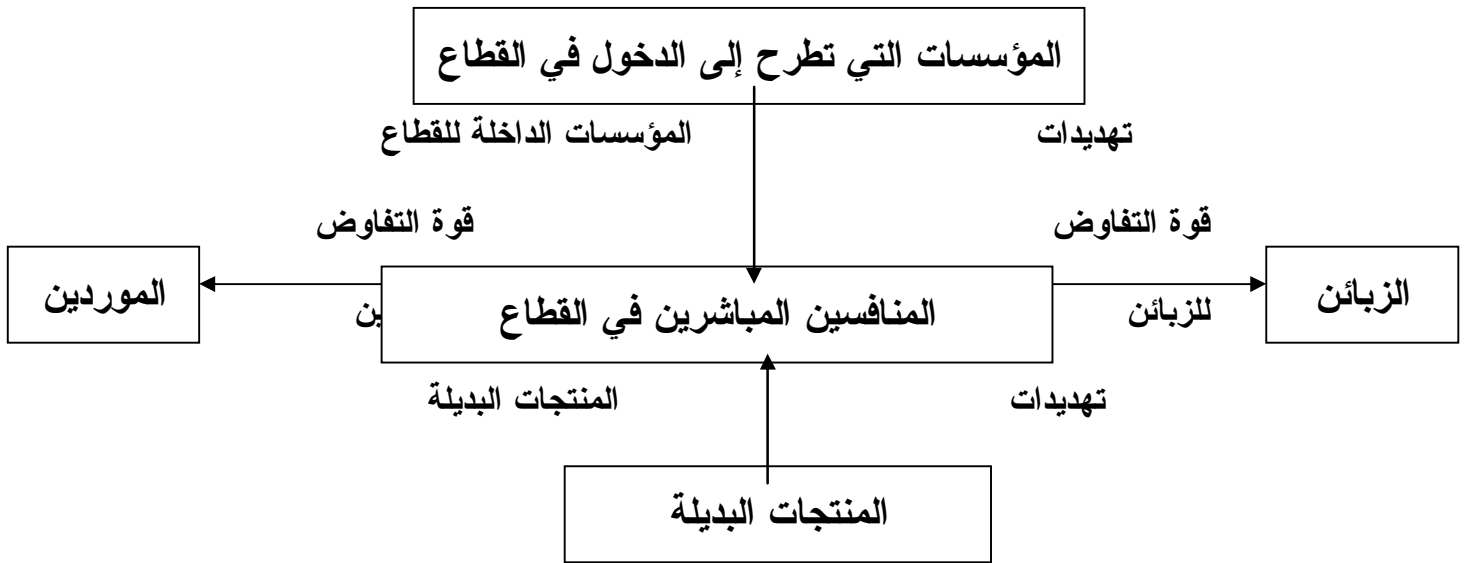 المؤسسات التي تطرح إلى الدخول في القطاع
تهديدات المؤسسات الداخلة للقطاع
قوة التفاوض
قوة التفاوض
الزبائن
المنافسين المباشرين في القطاع
الموردين
للزبائن
ين
تهديدات المنتجات البديلة
المنتجات البديلة